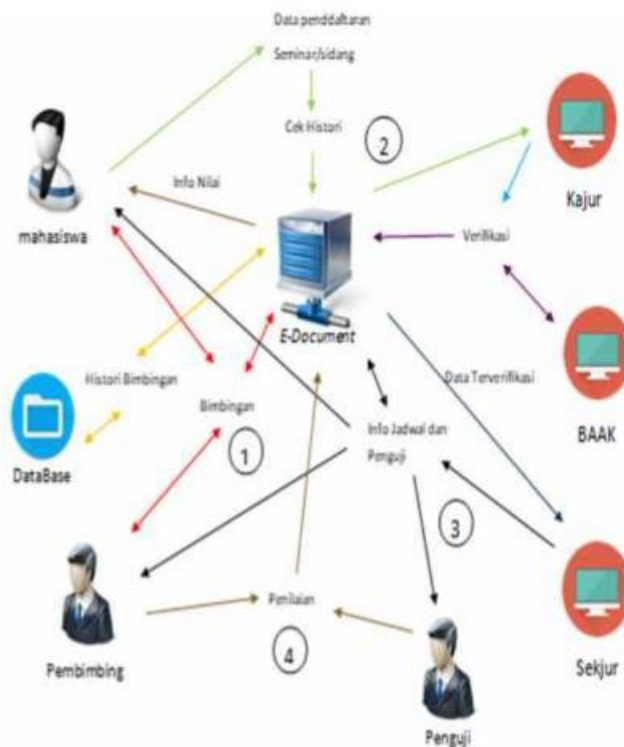 Data penddaftaran
Seminar/sidang
Cek Histori
2
Kajur
Info Nilai
mahasiswa
Verifikasi
E-Document
Histori Bimbingan
Data Terverifikasi
BAAK
Bimbingan
DataBase
1
Info Jadwal dan
Penguji
3
Penilaian
Pembimbing
4
Sekjur
Penguji